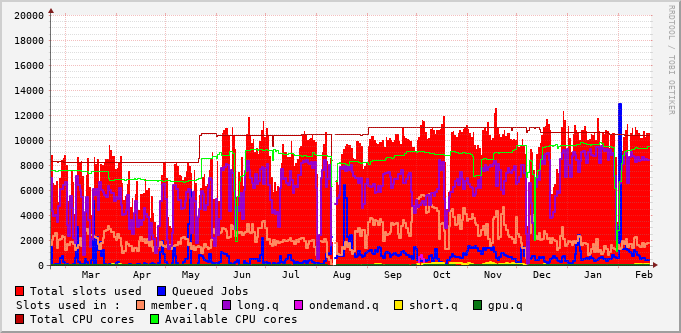 20000
18000
16000
14000
12000
10000
8000
6000
4000
2000
0
Mar Apr May Jun Jul Aug Sep Oct Nov Dec Jan Feb
RRDTOOL / TOBI OETIKER
Total slots used Queued Jobs
Slots used in : member.q long.q ondemand.q short.q gpu.q
Total CPU cores Available CPU cores